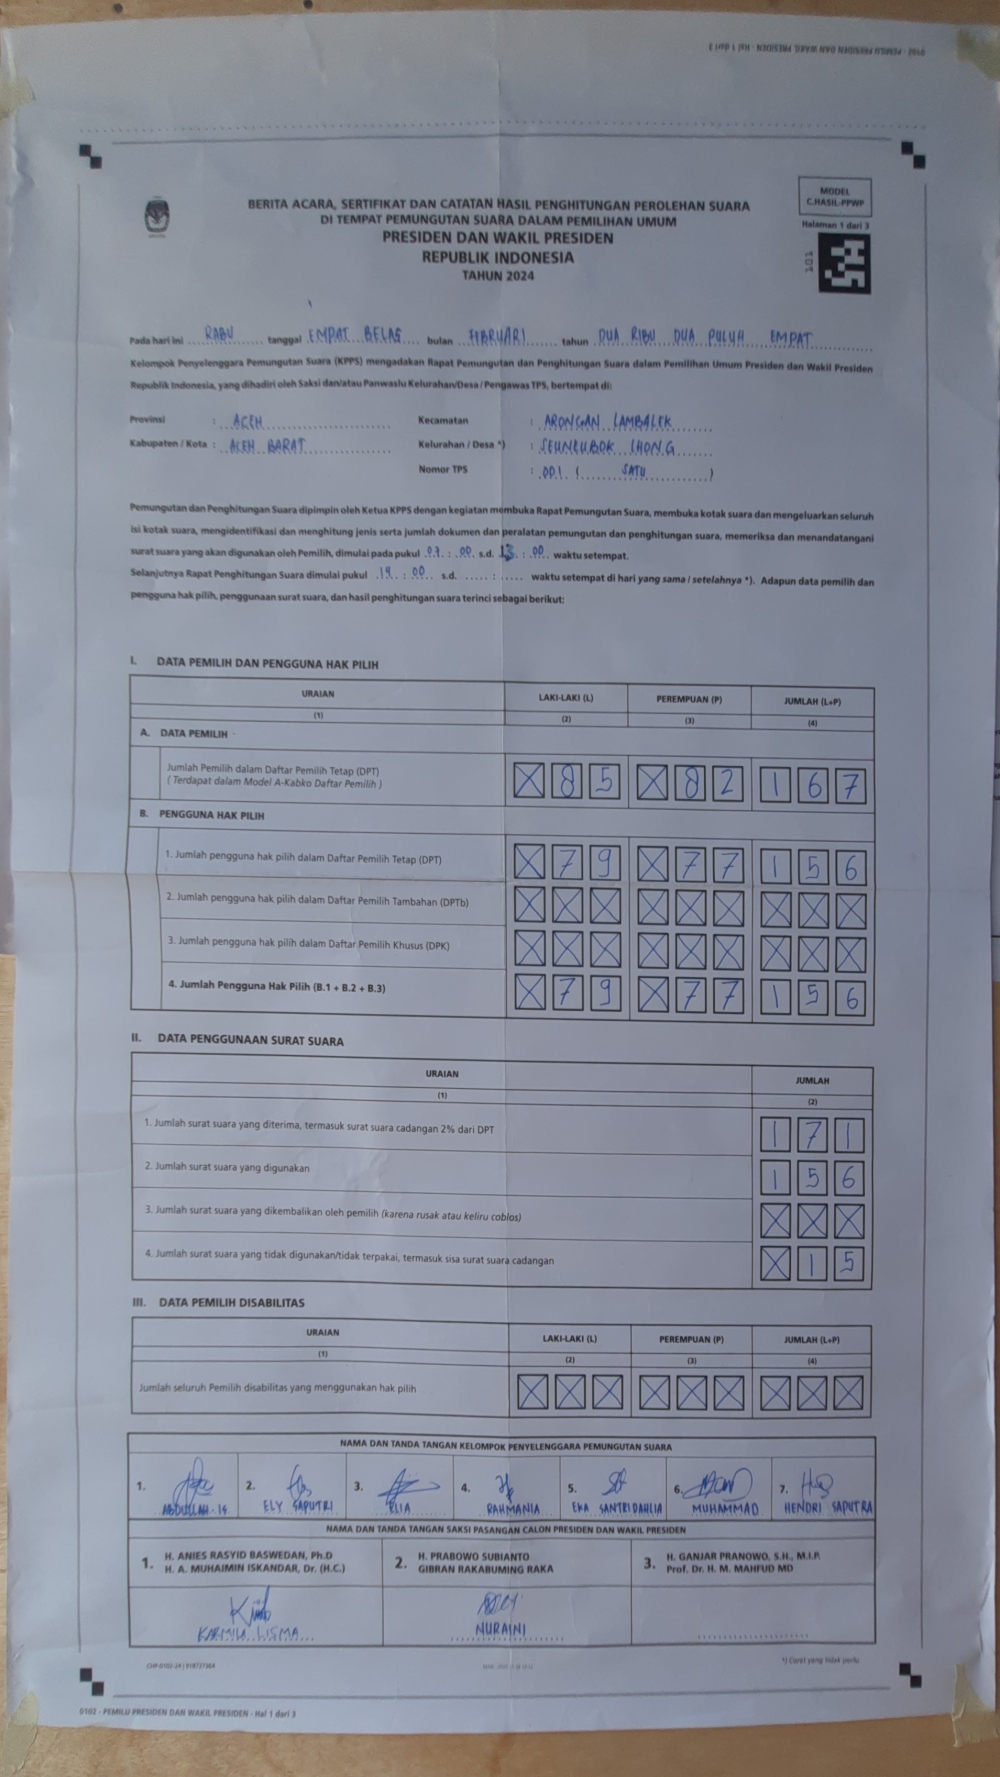 0102 - PEMILU PRESIDEN DAN WAKIL PRESIDEN - Hal 1 dari 3
MODEL
C.HASIL-PPWP
Halaman 1 dari 3
101
BERITA ACARA, SERTIFIKAT DAN CATATAN HASIL PENGHITUNGAN PEROLEHAN SUARA
DI TEMPAT PEMUNGUTAN SUARA DALAM PEMILIHAN UMUM
PRESIDEN DAN WAKIL PRESIDEN
REPUBLIK INDONESIA
TAHUN 2024
Pada hari ini RABU tanggal EMPAT BELAS bulan FEBRUARI tahun DUA RIBU DUA PULUH EMPAT
Kelompok Penyelenggara Pemungutan Suara (KPPS) mengadakan Rapat Pemungutan dan Penghitungan Suara dalam Pemilihan Umum Presiden dan Wakil Presiden
Republik Indonesia, yang dihadiri oleh Saksi dan/atau Panwaslu Kelurahan/Desa / Pengawas TPS, bertempat di:
Provinsi : ACEH Kecamatan : ARONGAN LAMBALEK
Kabupaten / Kota : ACEH BARAT Kelurahan / Desa *) : SEUNEUBOK LHONG
Nomor TPS : 001 ( SATU )
Pemungutan dan Penghitungan Suara dipimpin oleh Ketua KPPS dengan kegiatan membuka Rapat Pemungutan Suara, membuka kotak suara dan mengeluarkan seluruh
isi kotak suara, mengidentifikasi dan menghitung jenis serta jumlah dokumen dan peralatan pemungutan dan penghitungan suara, memeriksa dan menandatangani
surat suara yang akan digunakan oleh Pemilih, dimulai pada pukul 07 : 00 s.d. 13 : 00 waktu setempat.
Selanjutnya Rapat Penghitungan Suara dimulai pukul 14 : 00 s.d. ...... : ...... waktu setempat di hari yang sama / setelahnya *). Adapun data pemilih dan
pengguna hak pilih, penggunaan surat suara, dan hasil penghitungan suara terinci sebagai berikut:
I. DATA PEMILIH DAN PENGGUNA HAK PILIH
URAIAN LAKI-LAKI (L) PEREMPUAN (P) JUMLAH (L+P)
(1) (2) (3) (4)
A. DATA PEMILIH
Jumlah Pemilih dalam Daftar Pemilih Tetap (DPT)
( Terdapat dalam Model A-Kabko Daftar Pemilih ) X 8 5 X 8 2 1 6 7
B. PENGGUNA HAK PILIH
1. Jumlah pengguna hak pilih dalam Daftar Pemilih Tetap (DPT) X 7 9 X 7 7 1 5 6
2. Jumlah pengguna hak pilih dalam Daftar Pemilih Tambahan (DPTb) X X X X X X X X X
3. Jumlah pengguna hak pilih dalam Daftar Pemilih Khusus (DPK) X X X X X X X X X
4. Jumlah Pengguna Hak Pilih (B.1 + B.2 + B.3) X 7 9 X 7 7 1 5 6
II. DATA PENGGUNAAN SURAT SUARA
URAIAN JUMLAH
(1) (2)
1. Jumlah surat suara yang diterima, termasuk surat suara cadangan 2% dari DPT 1 7 1
2. Jumlah surat suara yang digunakan 1 5 6
3. Jumlah surat suara yang dikembalikan oleh pemilih (karena rusak atau keliru coblos) X X X
4. Jumlah surat suara yang tidak digunakan/tidak terpakai, termasuk sisa surat suara cadangan X 1 5
III. DATA PEMILIH DISABILITAS
URAIAN LAKI-LAKI (L) PEREMPUAN (P) JUMLAH (L+P)
(1) (2) (3) (4)
Jumlah seluruh Pemilih disabilitas yang menggunakan hak pilih X X X X X X X X X
NAMA DAN TANDA TANGAN KELOMPOK PENYELENGGARA PEMUNGUTAN SUARA
1. 2. 3. 4. 5. 6. 7.
ABDULLAH. IS ELY SAPUTRI ELIA RAHMANIA EKA SANTRI DAHLIA MUHAMMAD HENDRI SAPUTRA
NAMA DAN TANDA TANGAN SAKSI PASANGAN CALON PRESIDEN DAN WAKIL PRESIDEN
1. H. ANIES RASYID BASWEDAN, Ph.D
H. A. MUHAIMIN ISKANDAR, Dr. (H.C.)
2. H. PRABOWO SUBIANTO
GIBRAN RAKABUMING RAKA
3. H. GANJAR PRANOWO, S.H., M.I.P.
Prof. Dr. H. M. MAHFUD MD
KARMILA LISMA NURAINI
*) Coret yang tidak perlu
0102 - PEMILU PRESIDEN DAN WAKIL PRESIDEN - Hal 1 dari 3